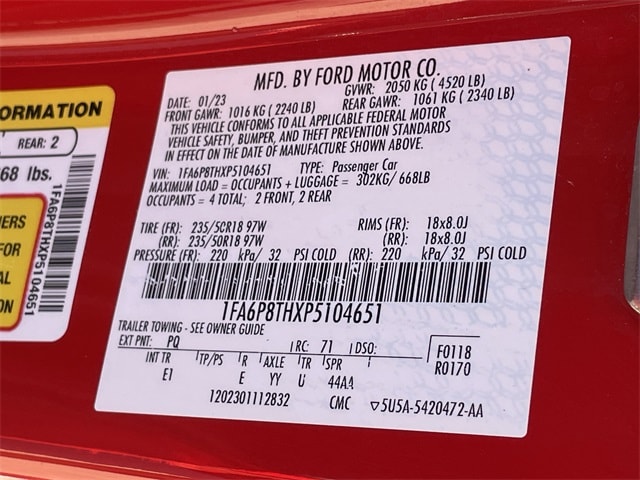 ORMATION
REAR: 2
68 lbs.
1FA6P8THXP5104651
ERS
FOR
AL
ON
MFD. BY FORD MOTOR CO.
DATE: 01/23 GVWR: 2050 KG ( 4520 LB)
FRONT GAWR: 1016 KG ( 2240 LB) REAR GAWR: 1061 KG ( 2340 LB)
THIS VEHICLE CONFORMS TO ALL APPLICABLE FEDERAL MOTOR
VEHICLE SAFETY, BUMPER, AND THEFT PREVENTION STANDARDS
IN EFFECT ON THE DATE OF MANUFACTURE SHOWN ABOVE.
VIN: 1FA6P8THXP5104651 TYPE: Passenger Car
MAXIMUM LOAD = OCCUPANTS + LUGGAGE = 302KG/ 668LB
OCCUPANTS = 4 TOTAL; 2 FRONT, 2 REAR
TIRE (FR): 235/50R18 97W RIMS (FR): 18x8.0J
(RR): 235/50R18 97W (RR): 18x8.0J
PRESSURE (FR): 220 kPa/ 32 PSI COLD (RR): 220 kPa/ 32 PSI COLD
1FA6P8THXP5104651
TRAILER TOWING - SEE OWNER GUIDE
EXT PNT: PQ RC: 71 DSO: F0118
INT TR TP/PS R AXLE TR SPR R0170
E1 E YY U 44AA
1202301112832 CMC ▽5U5A-5420472-AA